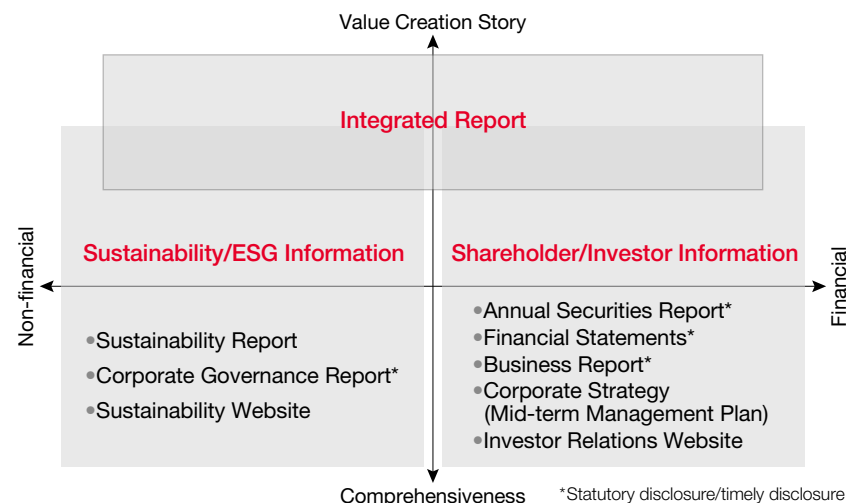 Value Creation Story
Integrated Report
Sustainability/ESG Information
Shareholder/Investor Information
Non-financial
Financial
•Sustainability Report
•Corporate Governance Report*
•Sustainability Website
•Annual Securities Report*
•Financial Statements*
•Business Report*
•Corporate Strategy
(Mid-term Management Plan)
•Investor Relations Website
Comprehensiveness
*Statutory disclosure/timely disclosure